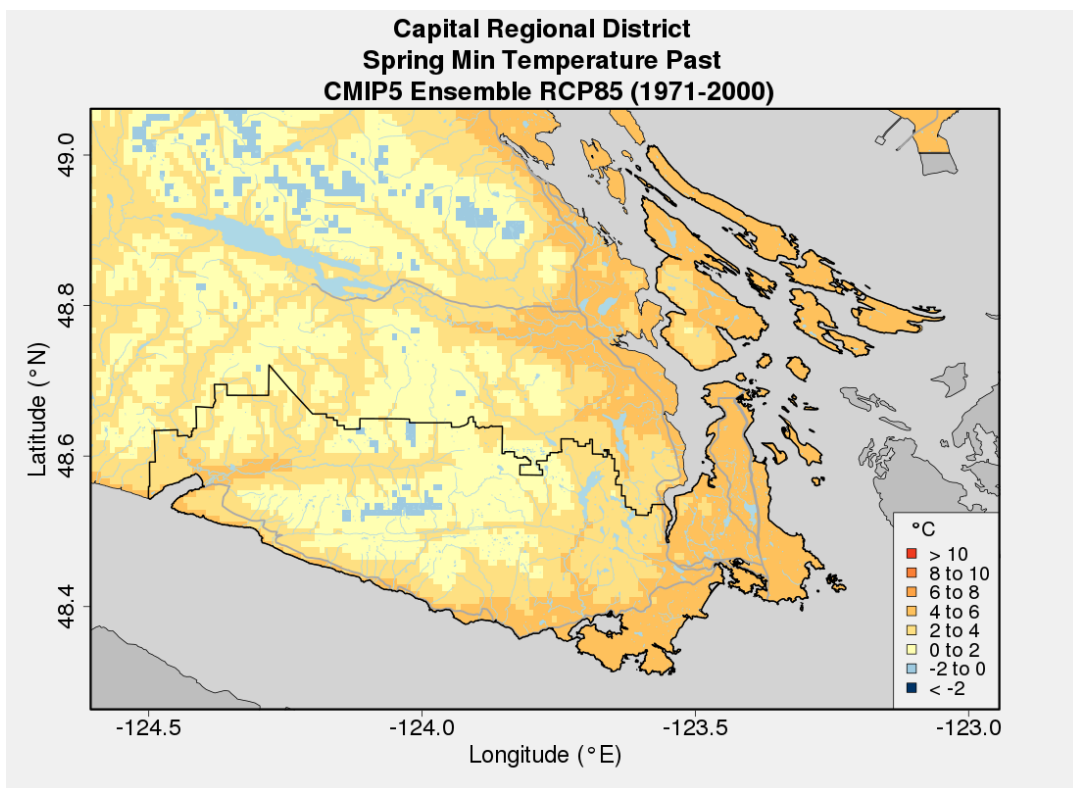 Capital Regional District
Spring Min Temperature Past
CMIP5 Ensemble RCP85 (1971-2000)
49.0
48.8
48.6
48.4
Latitude (°N)
°C
> 10
8 to 10
6 to 8
4 to 6
2 to 4
0 to 2
-2 to 0
< -2
-124.5
-124.0
-123.5
-123.0
Longitude (°E)